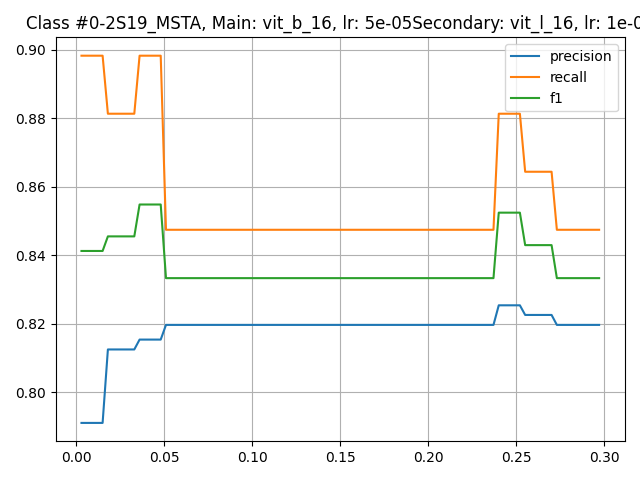 Class #0-2S19_MSTA, Main: vit_b_16, lr: 5e-05Secondary: vit_l_16, lr: 1e-0
precision
recall
f1
0.90
0.88
0.86
0.84
0.82
0.80
0.00 0.05 0.10 0.15 0.20 0.25 0.30